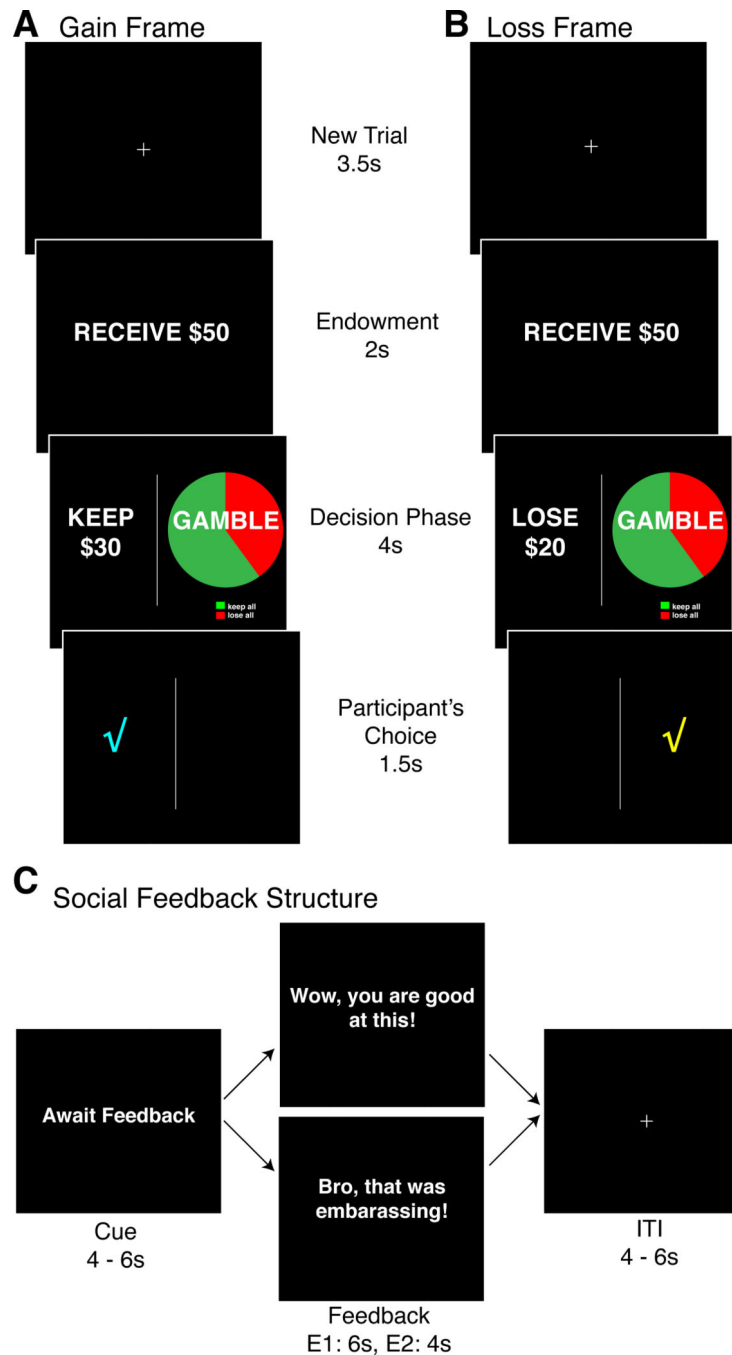 A Gain Frame
B Loss Frame
New Trial
3.5s
RECEIVE $50
Endowment
2s
RECEIVE $50
KEEP
$30
GAMBLE
keep all
lose all
Decision Phase
4s
LOSE
$20
GAMBLE
keep all
lose all
√
Participant's
Choice
1.5s
√
C Social Feedback Structure
Await Feedback
Cue
4 - 6s
Wow, you are good
at this!
Bro, that was
embarassing!
Feedback
E1: 6s, E2: 4s
ITI
4 - 6s